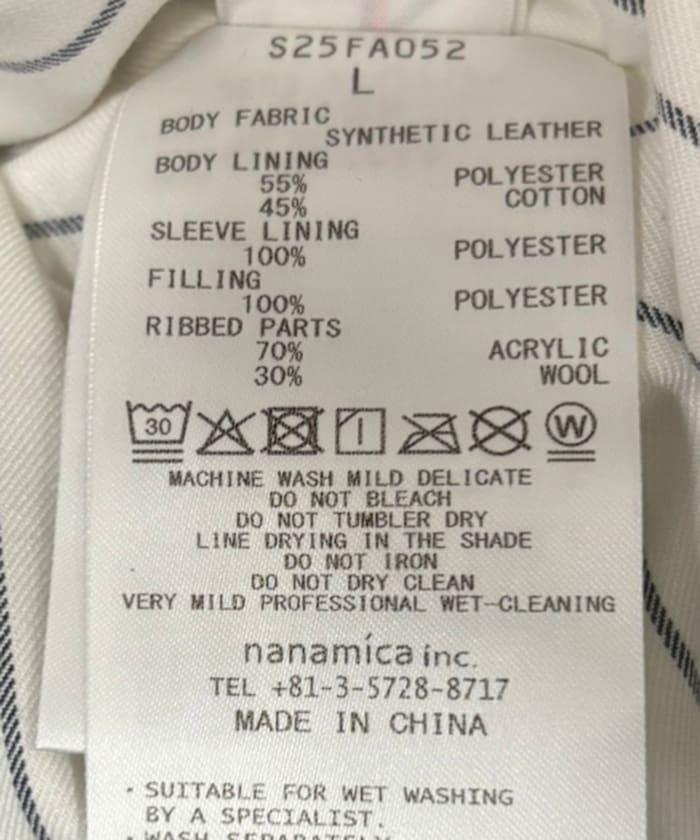 S25FA052
L
BODY FABRIC
SYNTHETIC LEATHER
BODY LINING
55% POLYESTER
45% COTTON
SLEEVE LINING
100% POLYESTER
FILLING
100% POLYESTER
RIBBED PARTS
70% ACRYLIC
30% WOOL
30 W
MACHINE WASH MILD DELICATE
DO NOT BLEACH
DO NOT TUMBLER DRY
LINE DRYING IN THE SHADE
DO NOT IRON
DO NOT DRY CLEAN
VERY MILD PROFESSIONAL WET-CLEANING
nanamíca inc.
TEL +81-3-5728-8717
MADE IN CHINA
・SUITABLE FOR WET WASHING
BY A SPECIALIST.
・WASH SEPARATELY